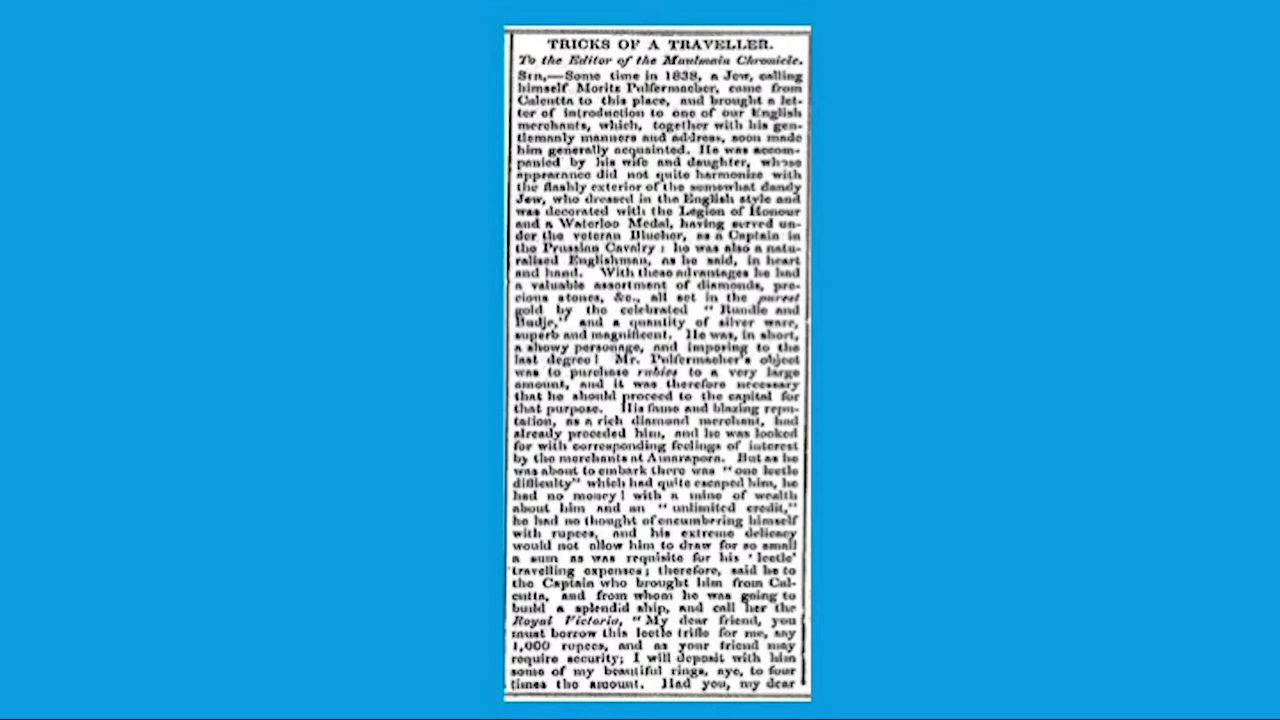 TRICKS OF A TRAVELLER.
To the Editor of the Maulmain Chronicle.
SIR,—Some time in 1838, a Jew, calling
himself Moritz Pulfermacher, came from
Calcutta to this place, and brought a let-
ter of introduction to one of our English
merchants, which, together with his gen-
tlemanly manners and address, soon made
him generally acquainted. He was accom-
panied by his wife and daughter, whose
appearance did not quite harmonize with
the flashly exterior of the somewhat dandy
Jew, who dressed in the English style and
was decorated with the Legion of Honour
and a Waterloo Medal, having served un-
der the veteran Blucher, as a Captain in
the Prussian Cavalry; he was also a natu-
ralised Englishman, as he said, in heart
and hand. With these advantages he had
a valuable assortment of diamonds, pre-
cious stones, &c., all set in the purest
gold by the celebrated "Rundle and
Budje," and a quantity of silver ware,
superb and magnificent. He was, in short,
a showy personage, and imposing to the
last degree! Mr. Pulfermacher's object
was to purchase rubies to a very large
amount, and it was therefore necessary
that he should proceed to the capital for
that purpose. His fame and blazing repu-
tation, as a rich diamond merchant, had
already preceded him, and he was looked
for with corresponding feelings of interest
by the merchants at Amarapora. But as he
was about to embark there was "one leetle
difficulty" which had quite escaped him, he
had no money! with a mine of wealth
about him and an "unlimited credit,"
he had no thought of encumbering himself
with rupees, and his extreme delicacy
would not allow him to draw for so small
a sum as was requisite for his 'leetle'
travelling expenses; therefore, said he to
the Captain who brought him from Cal-
cutta, and from whom he was going to
build a splendid ship, and call her the
Royal Victoria, "My dear friend, you
must borrow this leetle trifle for me, say
1,000 rupees, and as your friend may
require security; I will deposit with him
some of my beautiful rings, aye, to four
times the amount. Had you, my dear